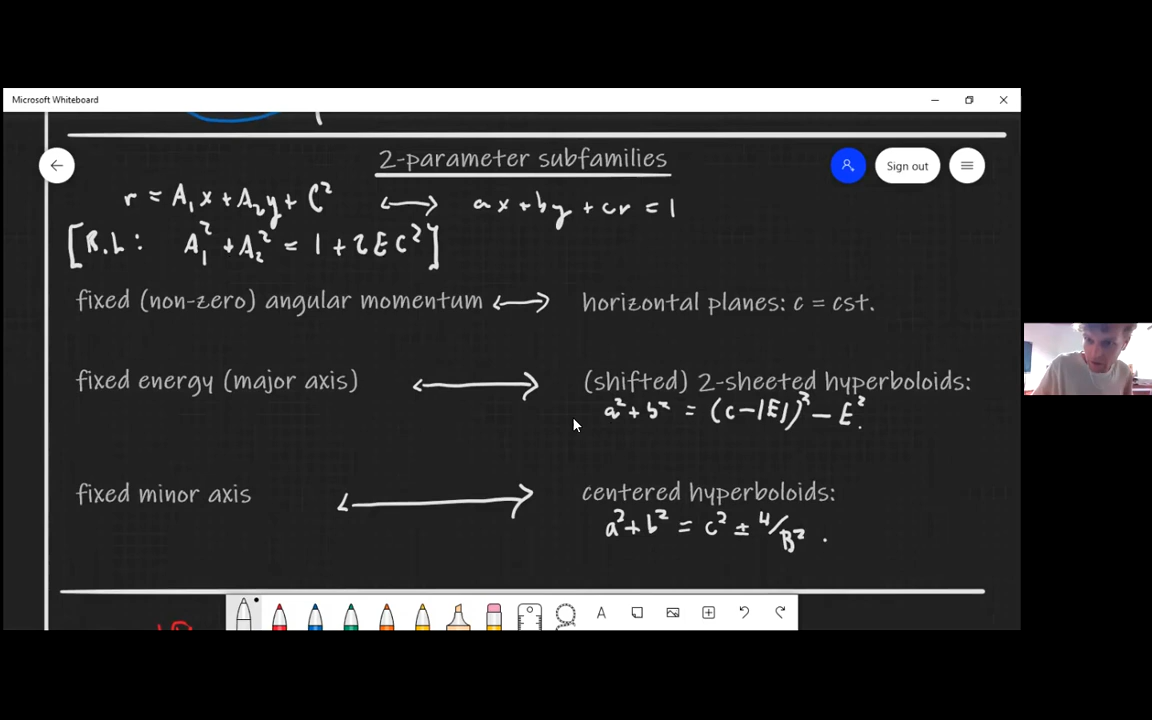 Microsoft Whiteboard
2-parameter subfamilies
Sign out
r = A₁x + A₂y + C² ↔ ax + by + cr = 1
[R.L: A₁² + A₂² = 1 + 2EC²]
fixed (non-zero) angular momentum ↔ horizontal planes: c = cst.
fixed energy (major axis) ↔ (shifted) 2-sheeted hyperboloids:
a² + b² = (c - |E|)² - E².
fixed minor axis ↔ centered hyperboloids:
a² + b² = c² ± 4/B².
A